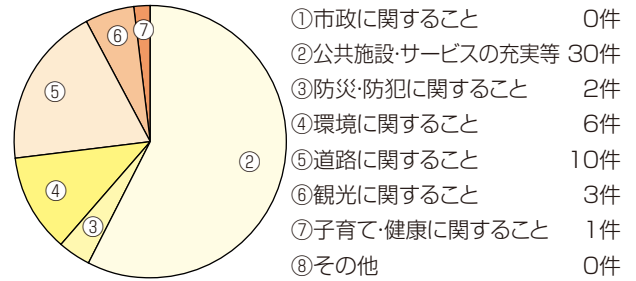 ①市政に関すること 0件
②公共施設・サービスの充実等 30件
③防災・防犯に関すること 2件
④環境に関すること 6件
⑤道路に関すること 10件
⑥観光に関すること 3件
⑦子育て・健康に関すること 1件
⑧その他 0件
⑦
⑥
⑤
②
④
③